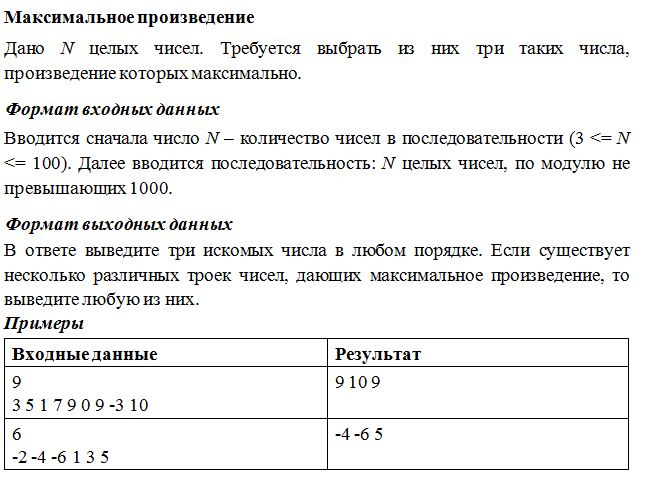 Максимальное произведение
Дано N целых чисел. Требуется выбрать из них три таких числа,
произведение которых максимально.
Формат входных данных
Вводится сначала число N – количество чисел в последовательности (3 <= N
<= 100). Далее вводится последовательность: N целых чисел, по модулю не
превышающих 1000.
Формат выходных данных
В ответе выведите три искомых числа в любом порядке. Если существует
несколько различных троек чисел, дающих максимальное произведение, то
выведите любую из них.
Примеры
Входные данные Результат
9 9 10 9
3 5 1 7 9 0 9 -3 10
6 -4 -6 5
-2 -4 -6 1 3 5